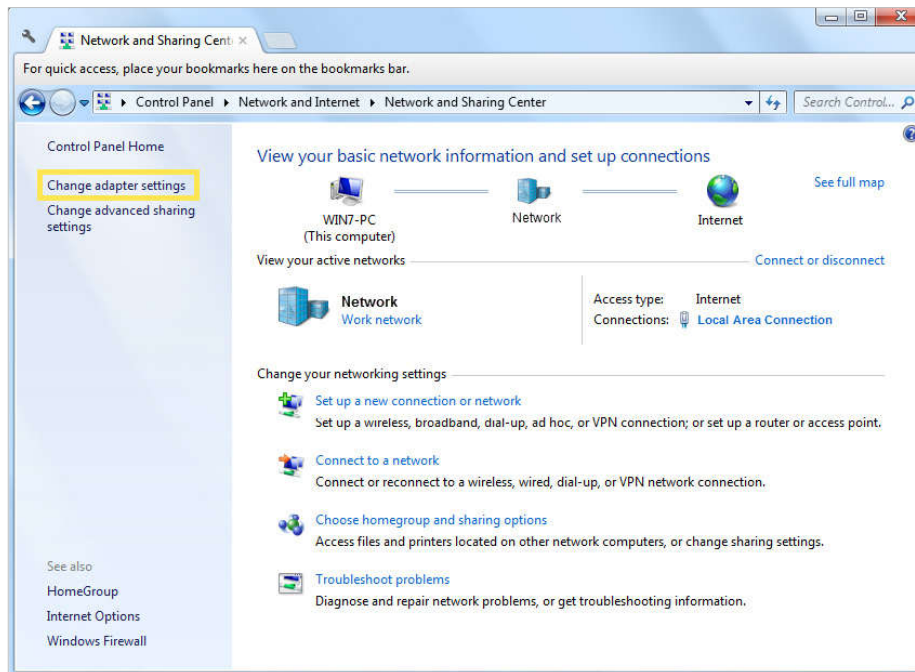 Network and Sharing Cent
For quick access, place your bookmarks here on the bookmarks bar.
Control Panel Network and Internet Network and Sharing Center
Search Control...
Control Panel Home
Change adapter settings
Change advanced sharing
settings
View your basic network information and set up connections
See full map
WIN7-PC
(This computer)
Network
Internet
View your active networks
Connect or disconnect
Network
Work network
Access type: Internet
Connections: Local Area Connection
Change your networking settings
Set up a new connection or network
Set up a wireless, broadband, dial-up, ad hoc, or VPN connection; or set up a router or access point.
Connect to a network
Connect or reconnect to a wireless, wired, dial-up, or VPN network connection.
Choose homegroup and sharing options
Access files and printers located on other network computers, or change sharing settings.
Troubleshoot problems
Diagnose and repair network problems, or get troubleshooting information.
See also
HomeGroup
Internet Options
Windows Firewall